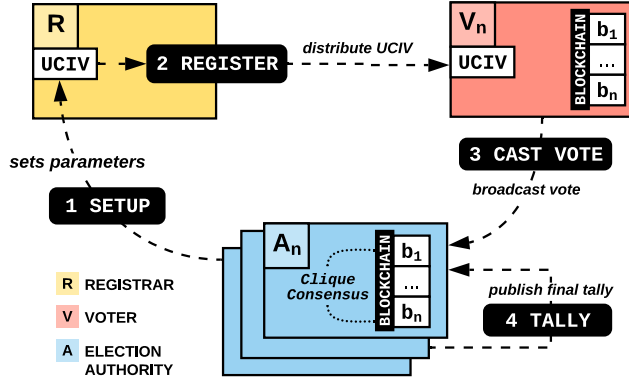 R
UCIV
2 REGISTER
distribute UCIV
Vn
UCIV
BLOCKCHAIN
b1
...
bn
sets parameters
1 SETUP
3 CAST VOTE
broadcast vote
An
Clique
Consensus
BLOCKCHAIN
b1
...
bn
publish final tally
4 TALLY
R REGISTRAR
V VOTER
A ELECTION
AUTHORITY